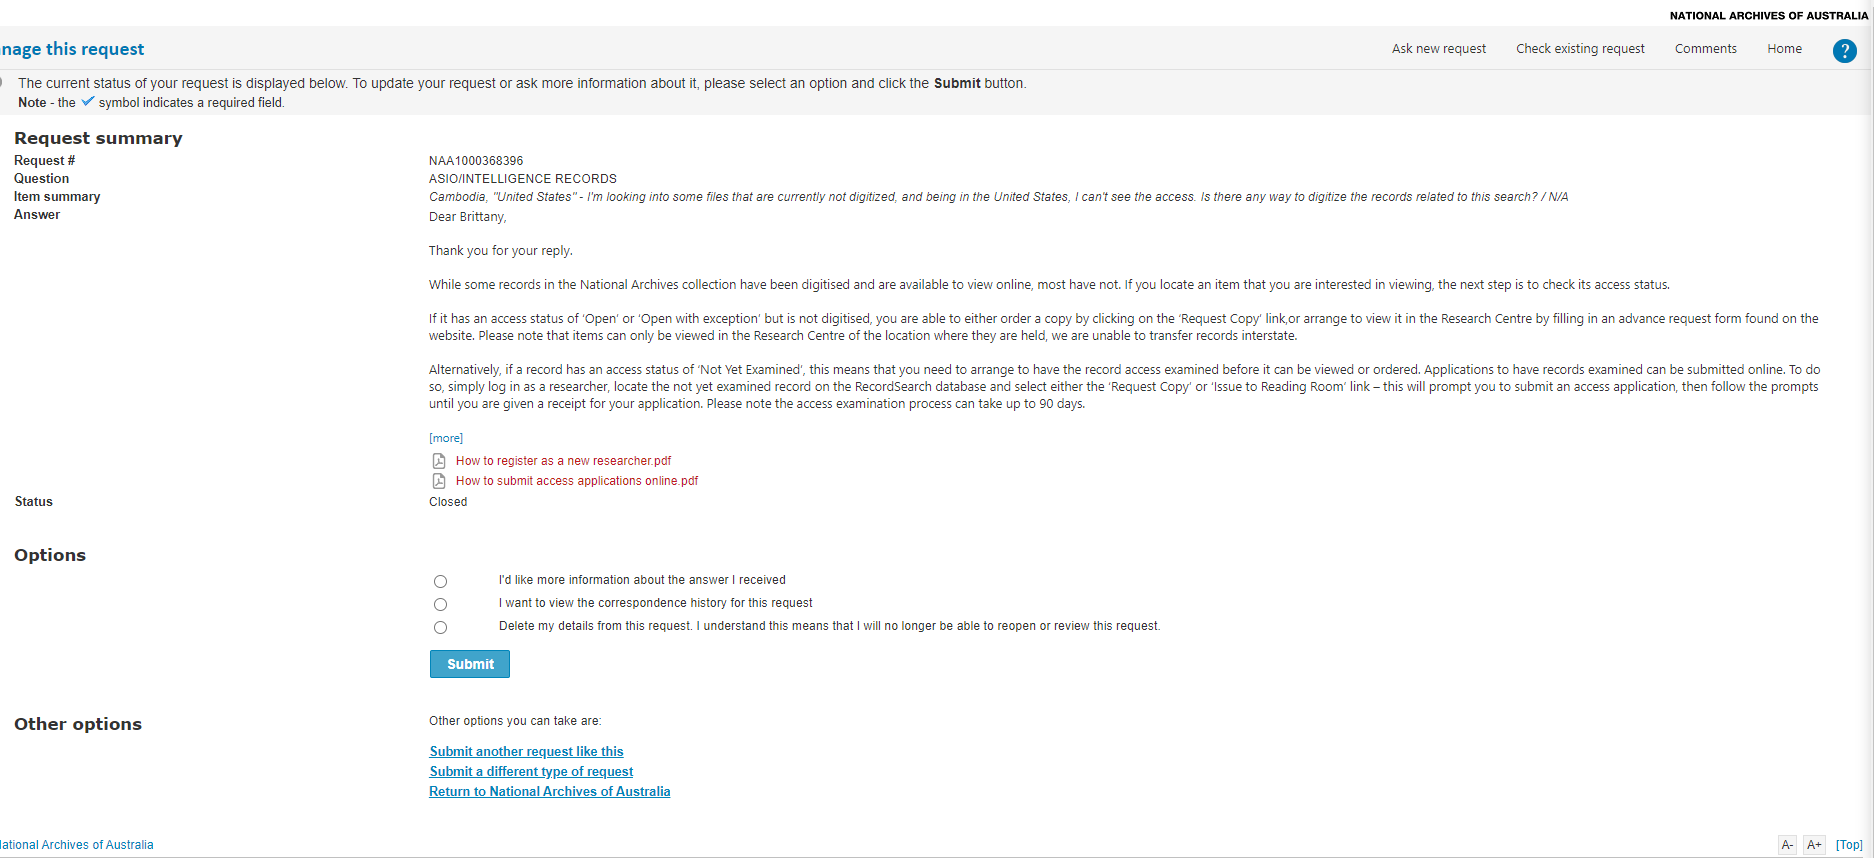 NATIONAL ARCHIVES OF AUSTRALIA
nage this request
Ask new request
Check existing request
Comments
Home
?
The current status of your request is displayed below. To update your request or ask more information about it, please select an option and click the Submit button.
Note - the ✓ symbol indicates a required field.
Request summary
Request # NAA1000368396
Question ASIO/INTELLIGENCE RECORDS
Item summary Cambodia, "United States" - I'm looking into some files that are currently not digitized, and being in the United States, I can't see the access. Is there any way to digitize the records related to this search? / N/A
Answer Dear Brittany,
Thank you for your reply.
While some records in the National Archives collection have been digitised and are available to view online, most have not. If you locate an item that you are interested in viewing, the next step is to check its access status.
If it has an access status of ‘Open’ or ‘Open with exception’ but is not digitised, you are able to either order a copy by clicking on the ‘Request Copy’ link,or arrange to view it in the Research Centre by filling in an advance request form found on the
website. Please note that items can only be viewed in the Research Centre of the location where they are held, we are unable to transfer records interstate.
Alternatively, if a record has an access status of ‘Not Yet Examined’, this means that you need to arrange to have the record access examined before it can be viewed or ordered. Applications to have records examined can be submitted online. To do
so, simply log in as a researcher, locate the not yet examined record on the RecordSearch database and select either the ‘Request Copy’ or ‘Issue to Reading Room’ link – this will prompt you to submit an access application, then follow the prompts
until you are given a receipt for your application. Please note the access examination process can take up to 90 days.
[more]
How to register as a new researcher.pdf
How to submit access applications online.pdf
Status Closed
Options
I'd like more information about the answer I received
I want to view the correspondence history for this request
Delete my details from this request. I understand this means that I will no longer be able to reopen or review this request.
Submit
Other options
Other options you can take are:
Submit another request like this
Submit a different type of request
Return to National Archives of Australia
lational Archives of Australia
A- A+ [Top]